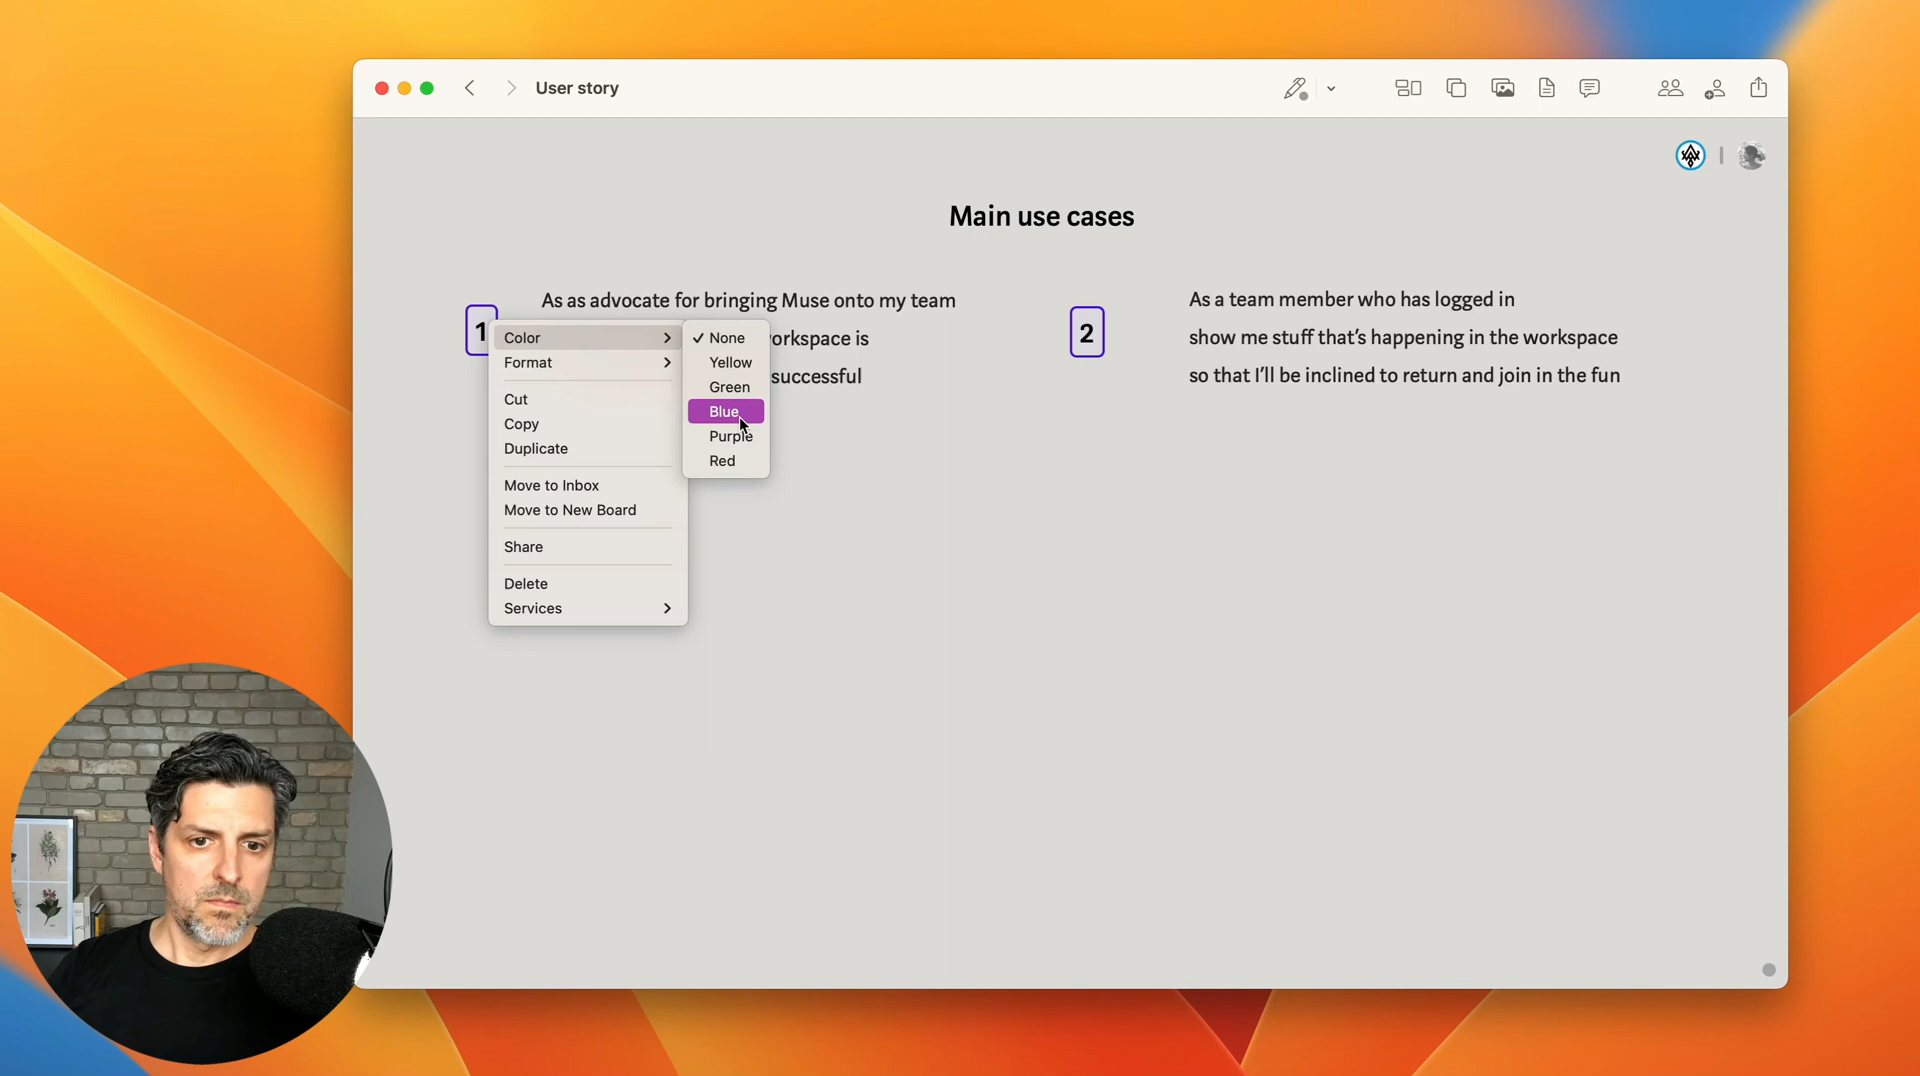 User story
Main use cases
1
As as advocate for bringing Muse onto my team
workspace is
successful
2
As a team member who has logged in
show me stuff that's happening in the workspace
so that I'll be inclined to return and join in the fun
Color
Format
Cut
Copy
Duplicate
Move to Inbox
Move to New Board
Share
Delete
Services
None
Yellow
Green
Blue
Purple
Red